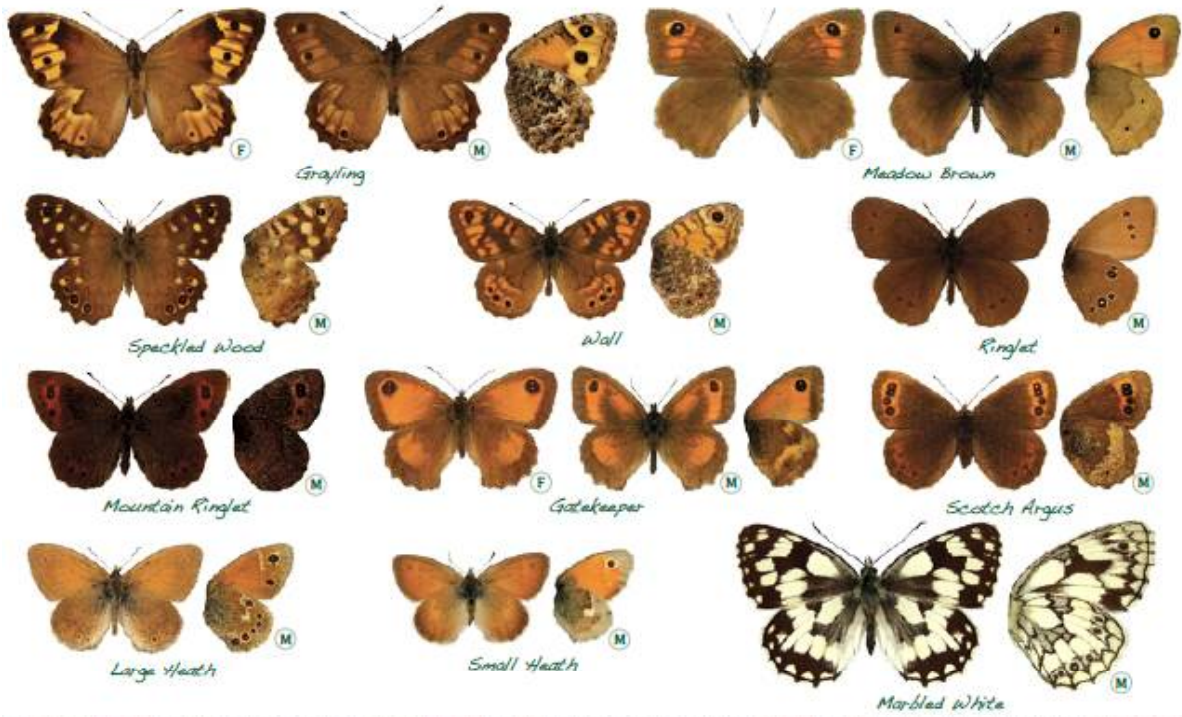 F
M
Grayling
F
M
Meadow Brown
M
Speckled Wood
M
Wall
M
Ringlet
M
Mountain Ringlet
F
M
Gatekeeper
M
Scotch Argus
M
Large Heath
M
Small Heath
M
Marbled White